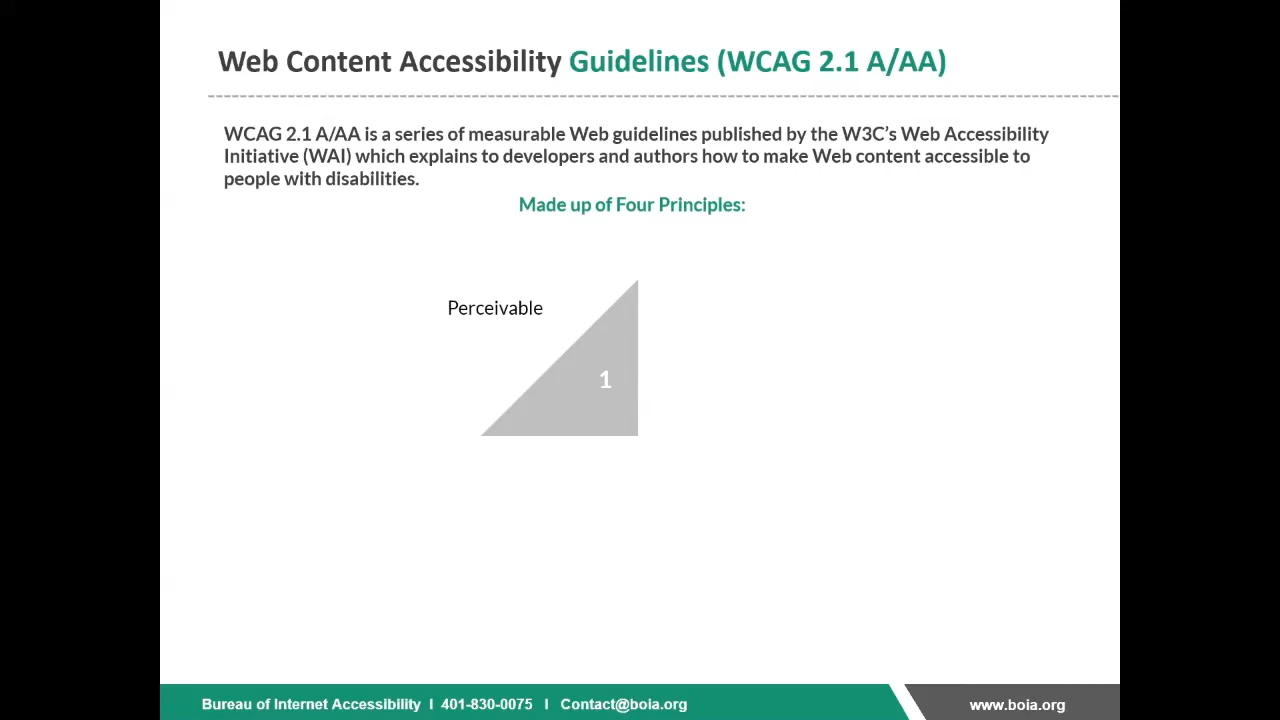 Web Content Accessibility Guidelines (WCAG 2.1 A/AA)
WCAG 2.1 A/AA is a series of measurable Web guidelines published by the W3C’s Web Accessibility
Initiative (WAI) which explains to developers and authors how to make Web content accessible to
people with disabilities.
Made up of Four Principles:
Perceivable
1
Bureau of Internet Accessibility I 401-830-0075 I Contact@boia.org
www.boia.org